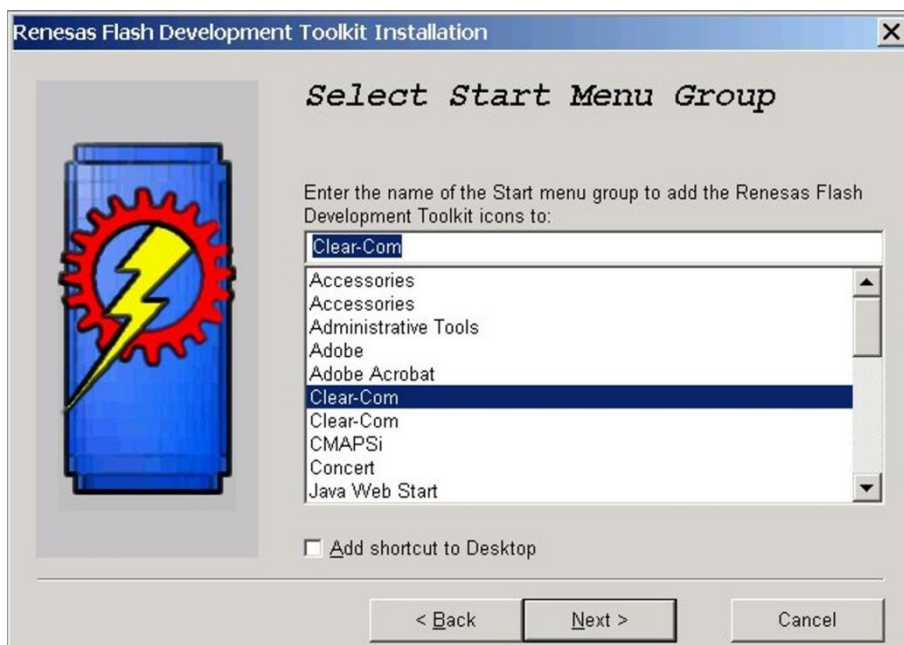 Renesas Flash Development Toolkit Installation
Select Start Menu Group
Enter the name of the Start menu group to add the Renesas Flash
Development Toolkit icons to:
Clear-Com
Accessories
Accessories
Administrative Tools
Adobe
Adobe Acrobat
Clear-Com
Clear-Com
CMAPSi
Concert
Java Web Start
Add shortcut to Desktop
< Back Next > Cancel